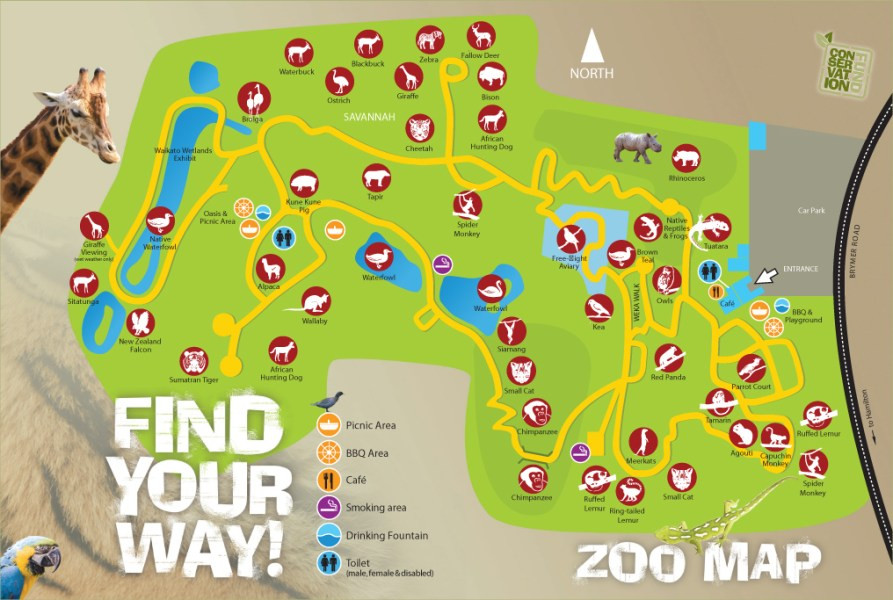 NORTH
CONSERVATION
FUND
Waterbuck
Blackbuck
Zebra
Fallow Deer
Ostrich
Giraffe
Bison
Brolga
SAVANNAH
Cheetah
African
Hunting Dog
Rhinoceros
Waikato Wetlands
Exhibit
Kune Kune
Pig
Tapir
Spider
Monkey
Car Park
Oasis &
Picnic Area
Native
Waterfowl
Giraffe
Viewing
(over weather only)
Sitatunga
Alpaca
Waterfowl
Waterfowl
Free-flight
Aviary
Brown
Teal
Native
Reptiles
& Frogs
Tuatara
Owls
Café
ENTRANCE
BRYMER ROAD
Kea
WEKA WALK
BBQ &
Playground
New Zealand
Falcon
Wallaby
Sumatran Tiger
African
Hunting Dog
Siamang
Small Cat
Chimpanzee
Chimpanzee
Red Panda
Parrot Court
Tamarin
Agouti
Capuchin
Monkey
Ruffed Lemur
Spider
Monkey
Meerkats
Ruffed
Lemur
Ring-tailed
Lemur
Small Cat
to Hamilton
FIND
YOUR
WAY!
Picnic Area
BBQ Area
Café
Smoking area
Drinking Fountain
Toilet
(male, female & disabled)
ZOO MAP